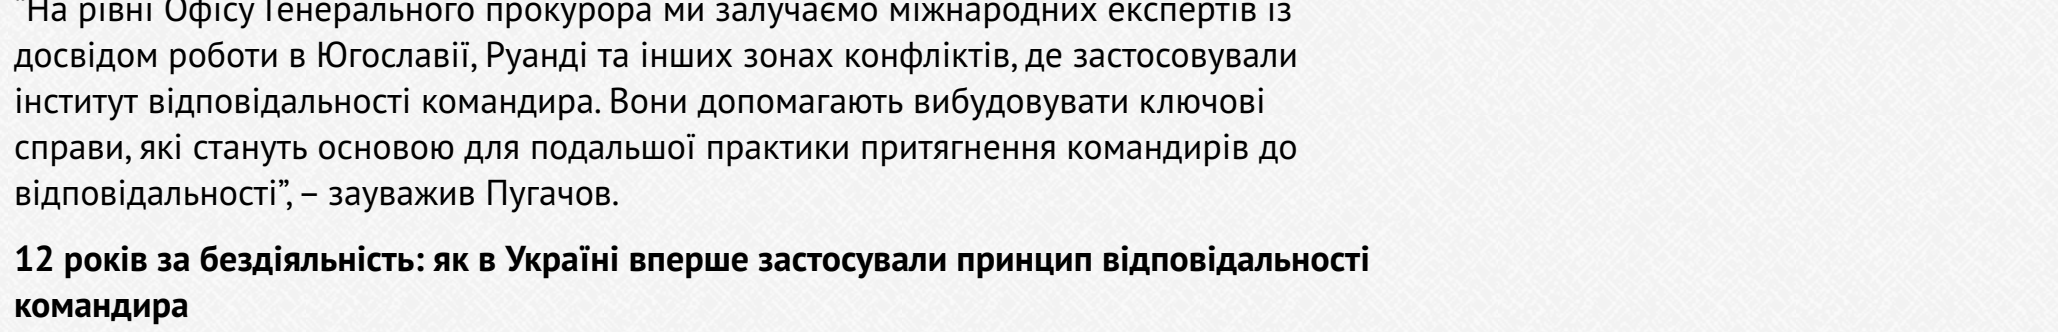 "На рівні Офісу Генерального прокурора ми залучаємо міжнародних експертів із
досвідом роботи в Югославії, Руанді та інших зонах конфліктів, де застосовували
інститут відповідальності командира. Вони допомагають вибудовувати ключові
справи, які стануть основою для подальшої практики притягнення командирів до
відповідальності”, – зауважив Пугачов.
12 років за бездіяльність: як в Україні вперше застосували принцип відповідальності
командира